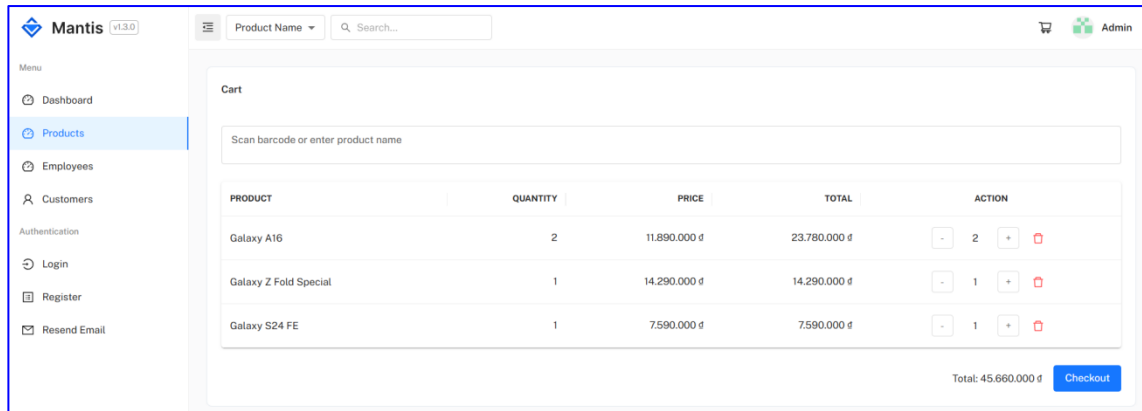 Mantis v1.3.0
Product Name Search... Admin
Menu
Dashboard
Products
Employees
Customers
Authentication
Login
Register
Resend Email
Cart
Scan barcode or enter product name
PRODUCT QUANTITY PRICE TOTAL ACTION
Galaxy A16 2 11.890.000 ₫ 23.780.000 ₫ - 2 +
Galaxy Z Fold Special 1 14.290.000 ₫ 14.290.000 ₫ - 1 +
Galaxy S24 FE 1 7.590.000 ₫ 7.590.000 ₫ - 1 +
Total: 45.660.000 ₫ Checkout